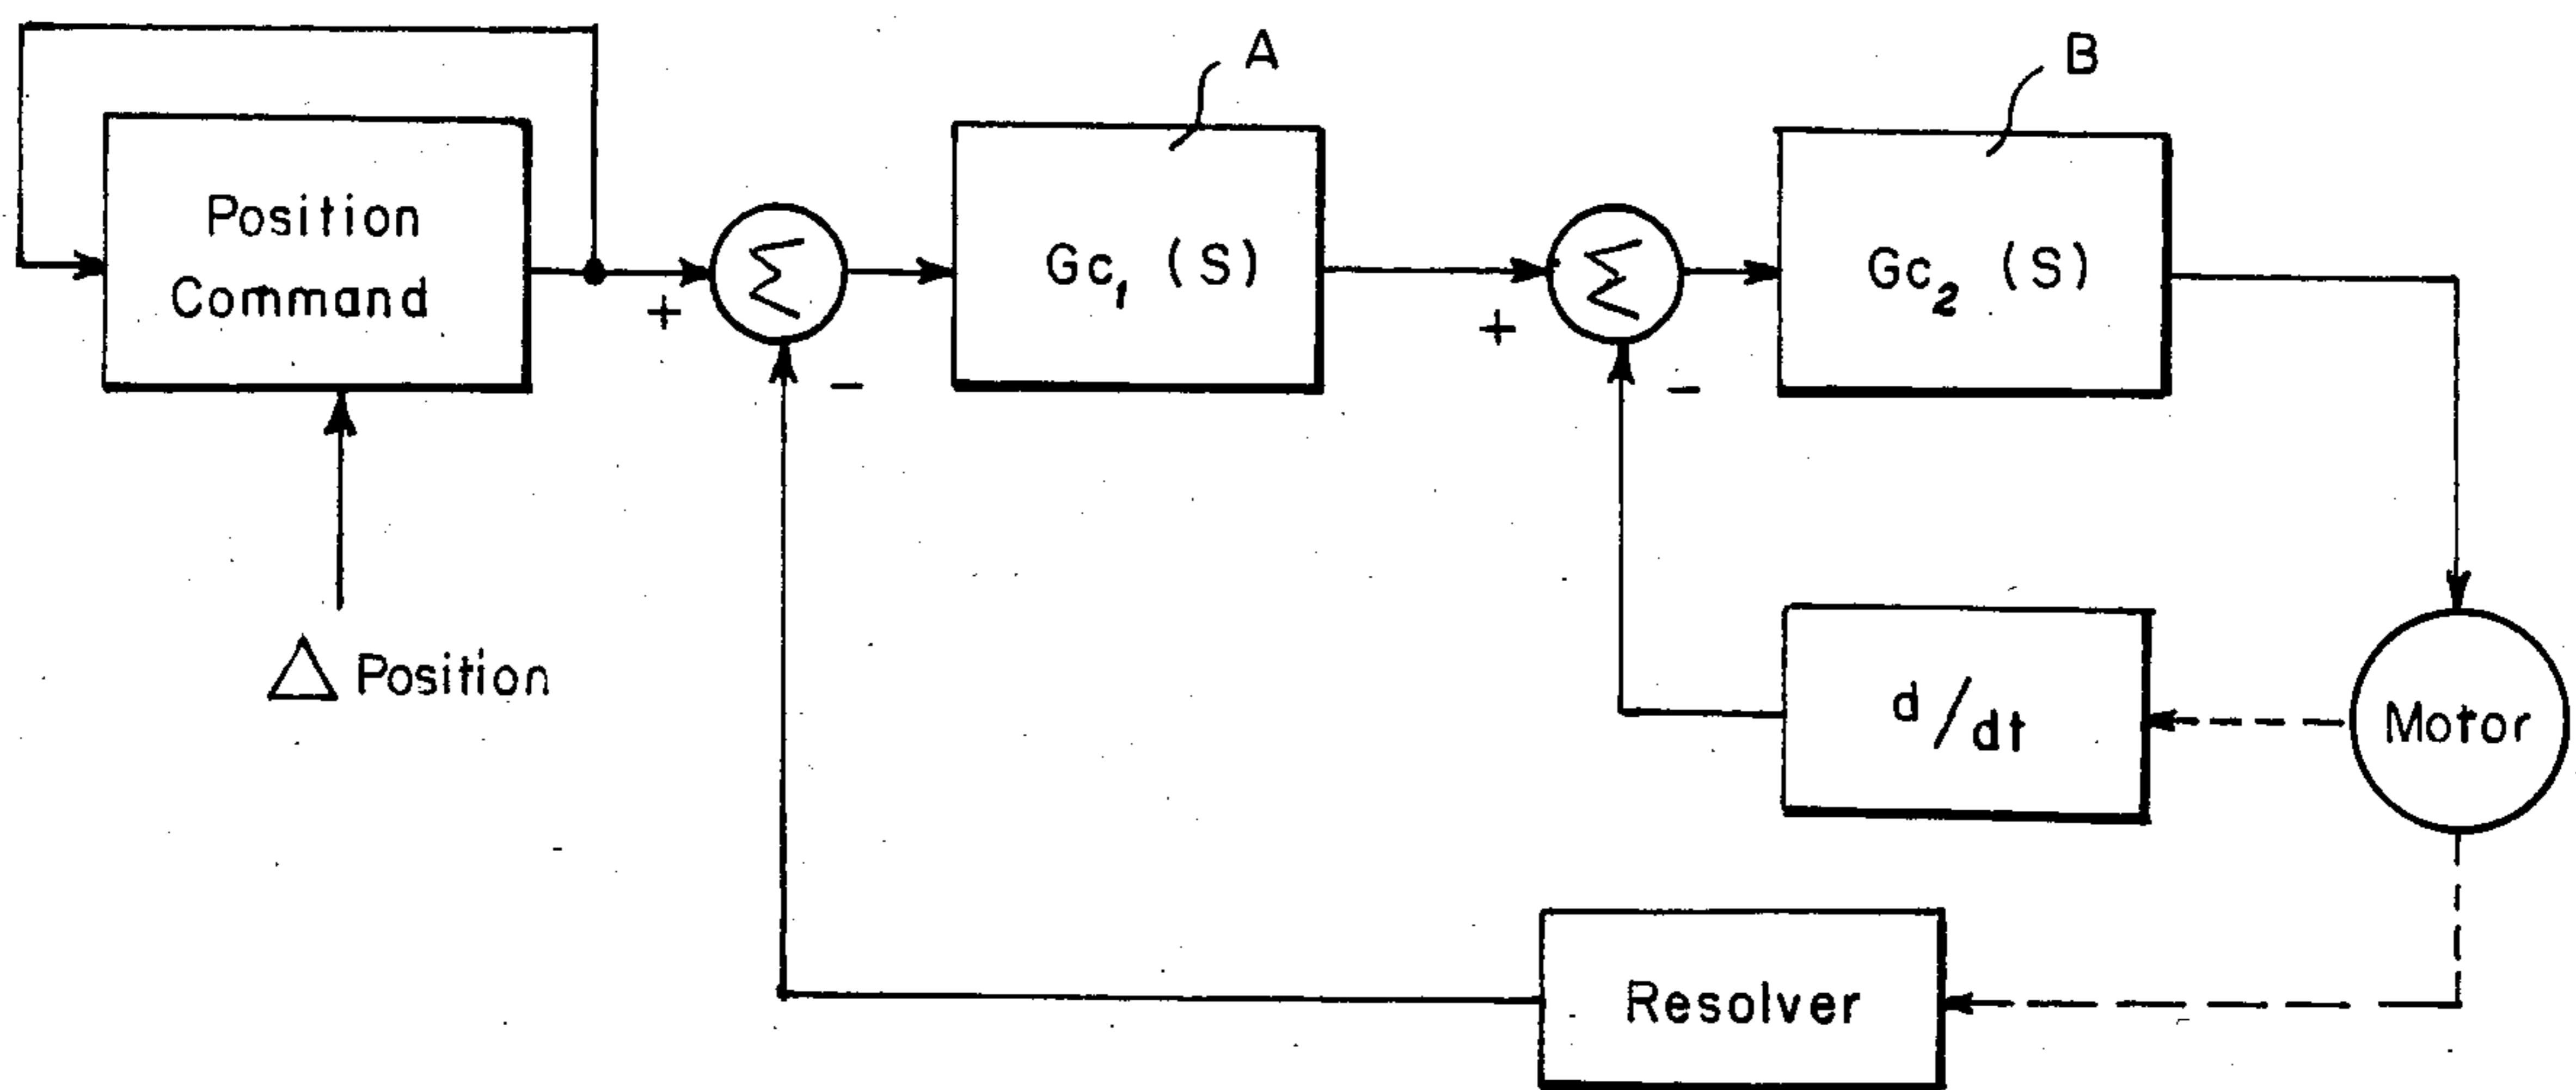 A
B
Position
Command
Σ
Gc₁ (S)
Σ
Gc₂ (S)
+
-
+
-
△ Position
d/dt
Motor
Resolver